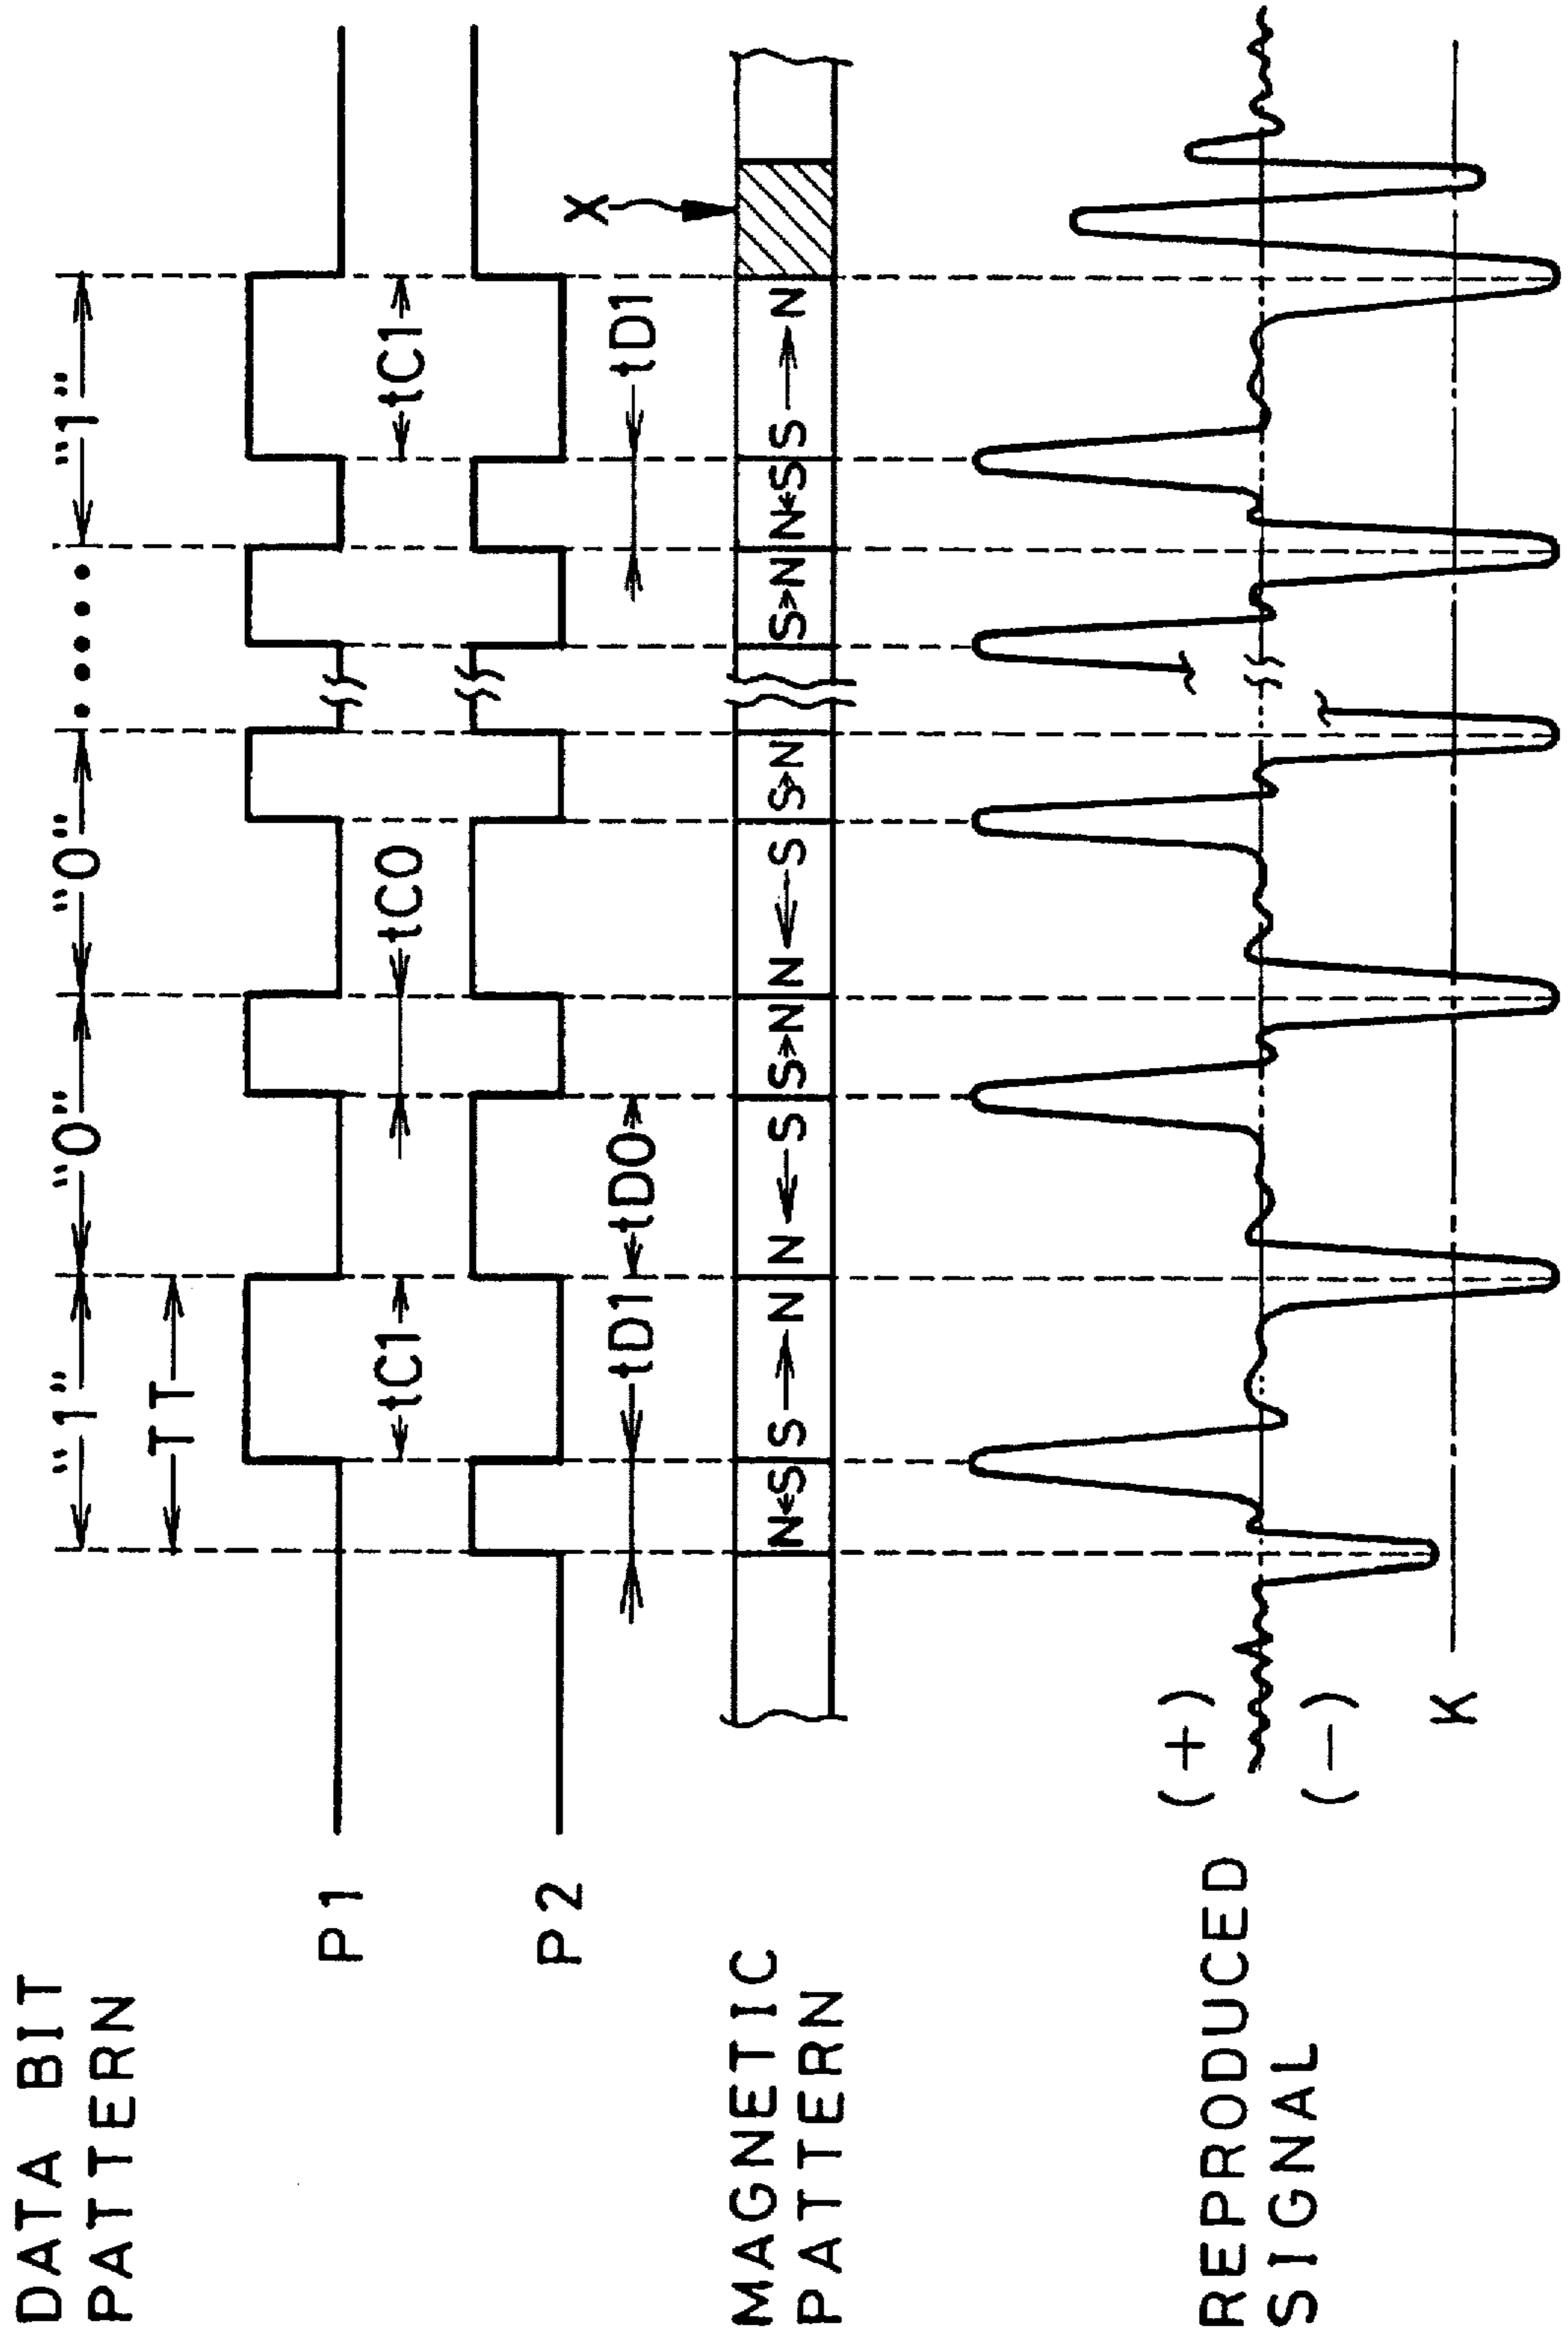 DATA BIT
PATTERN
"1" "0" "0" ••••• "1"
TT
P1
tC1 tC0 tC1
P2
tD1 tD0 tD1
X
MAGNETIC
PATTERN
N<S S→N N←S S>N N←S S>N S>N N<S S→N
REPRODUCED
SIGNAL
(+)
(−)
K